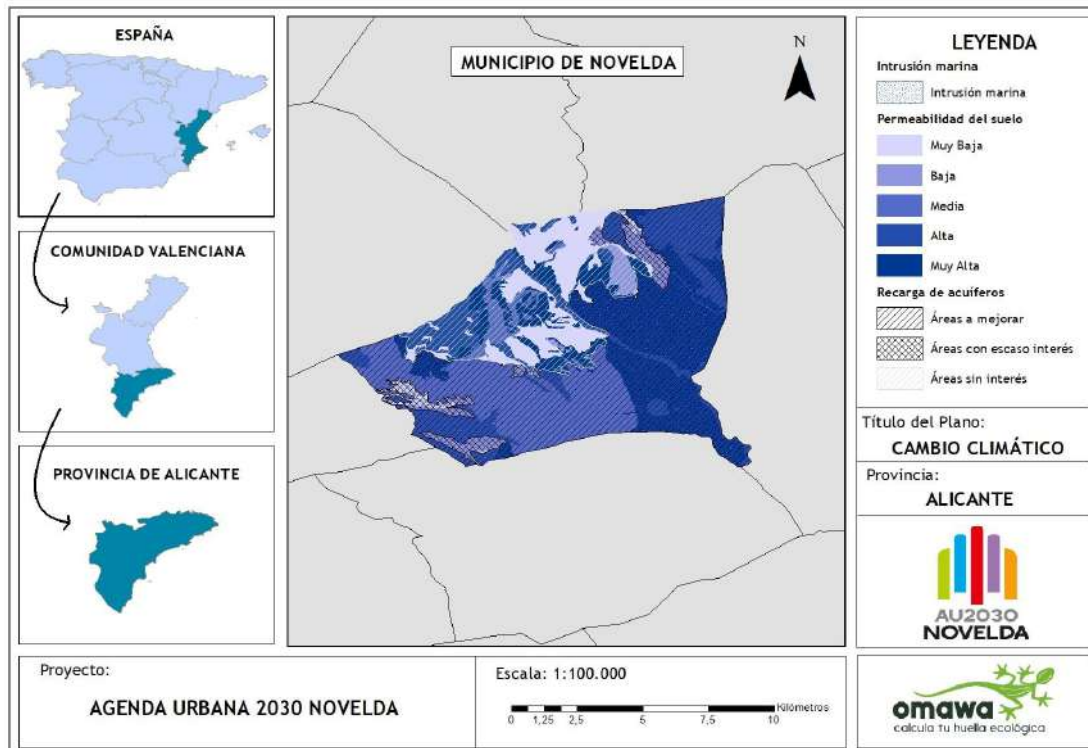 ESPAÑA
COMUNIDAD VALENCIANA
PROVINCIA DE ALICANTE
MUNICIPIO DE NOVELDA
N
LEYENDA
Intrusión marina
Intrusión marina
Permeabilidad del suelo
Muy Baja
Baja
Media
Alta
Muy Alta
Recarga de acuíferos
Áreas a mejorar
Áreas con escaso interés
Áreas sin interés
Título del Plano:
CAMBIO CLIMÁTICO
Provincia:
ALICANTE
AU2030
NOVELDA
Proyecto:
AGENDA URBANA 2030 NOVELDA
Escala: 1:100.000
0 1,25 2,5 5 7,5 10 Kilómetros
omawa
calcula tu huella ecológica